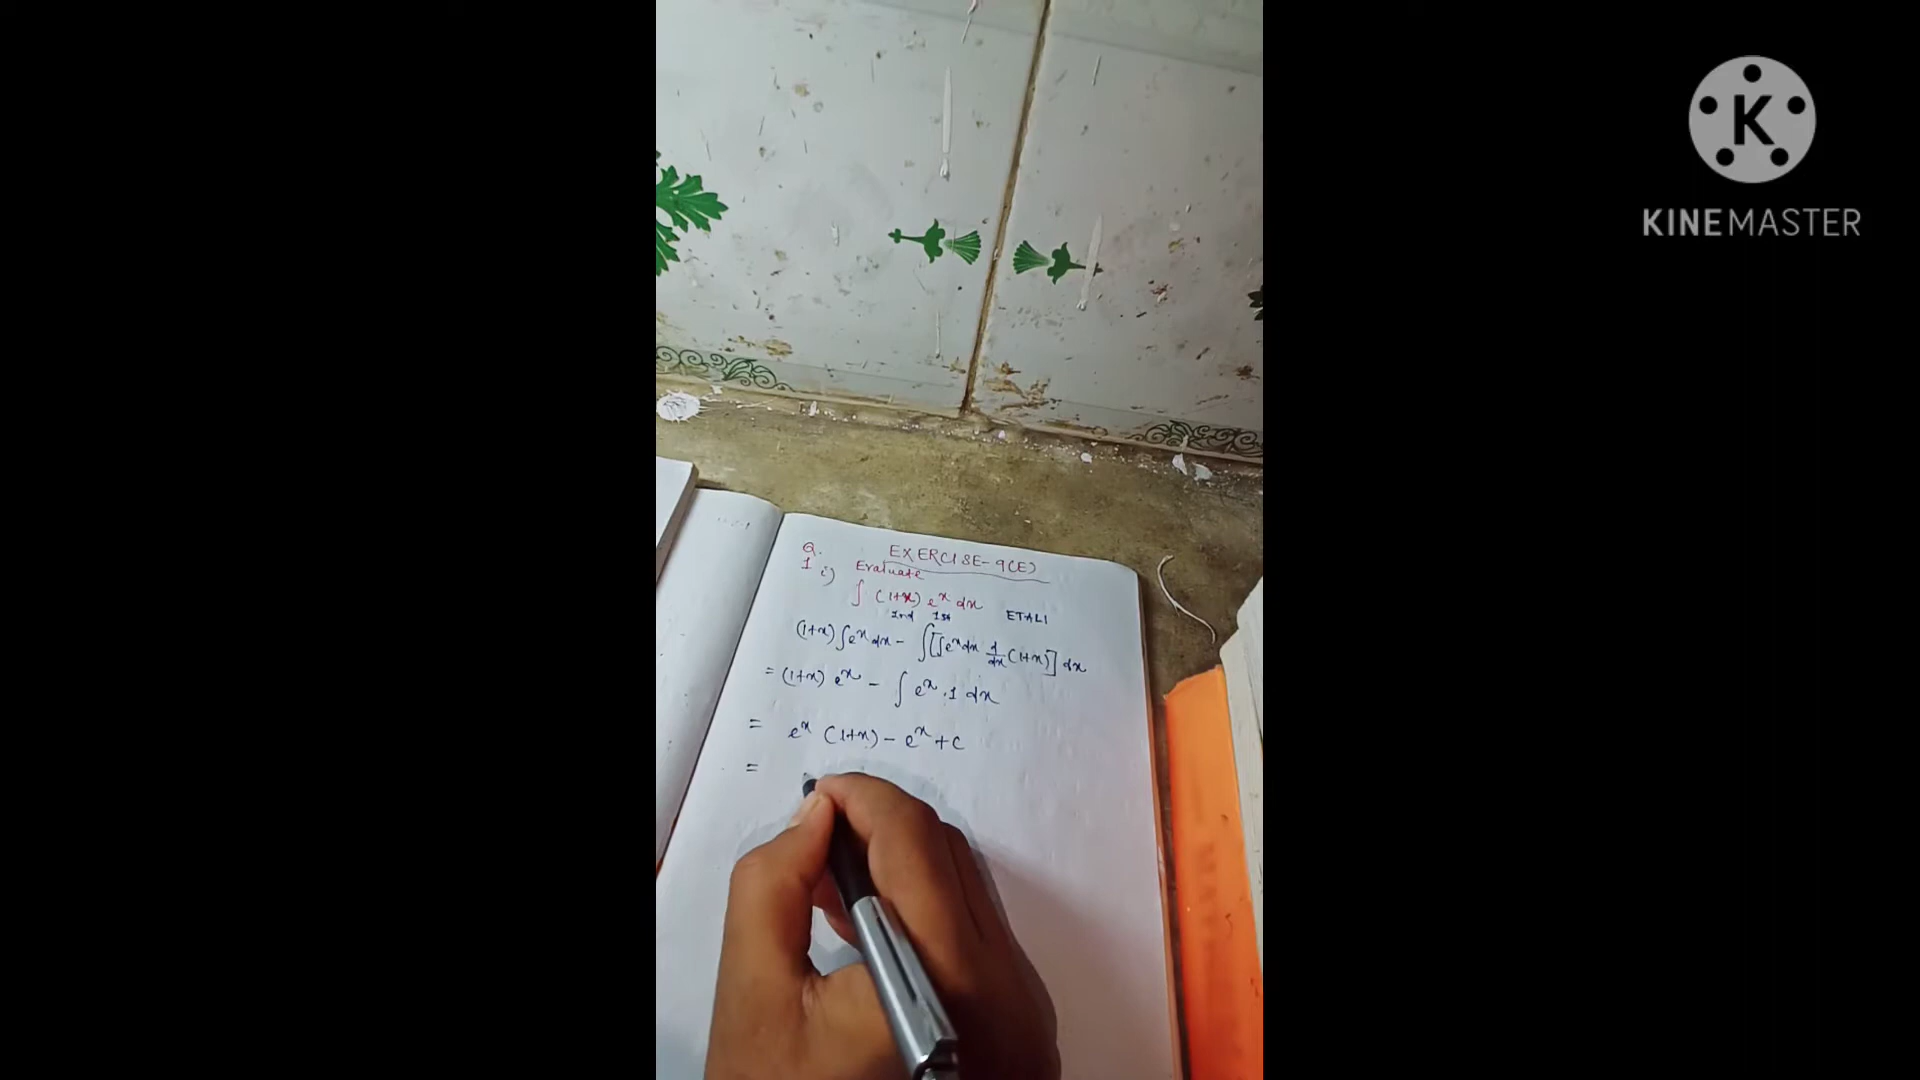 K
KINEMASTER
Q. EXERCISE-9(E)
1 i) Evaluate
∫ (1+x) e^x dx
2nd 1st ETALI
(1+x) ∫e^x dx - ∫[∫e^x dx d/dx (1+x)] dx
= (1+x) e^x - ∫ e^x . 1 dx
= e^x (1+x) - e^x + c
=